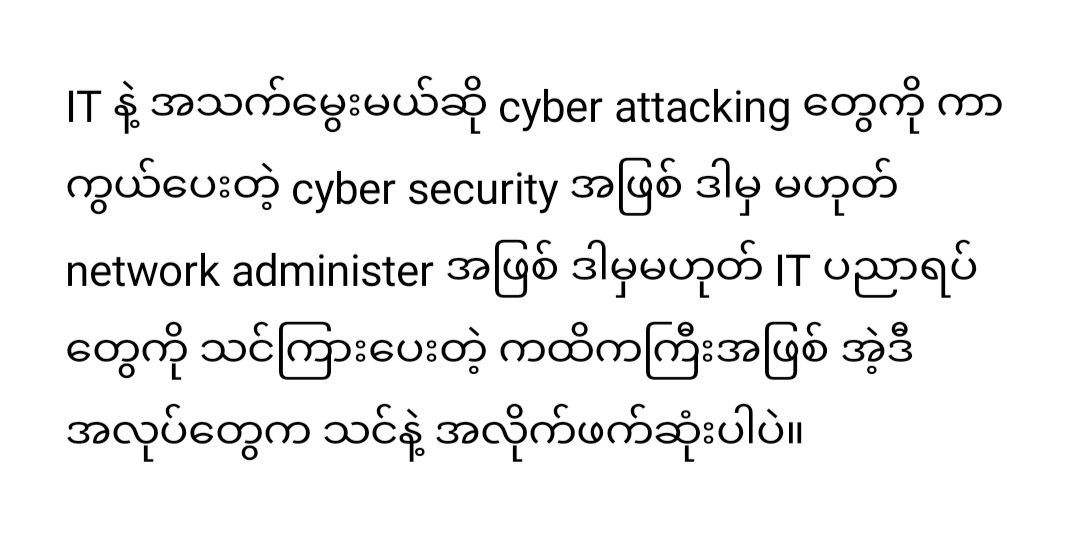 IT နဲ့ အသက်မွေးမယ်ဆို cyber attacking တွေကို ကာ
ကွယ်ပေးတဲ့ cyber security အဖြစ် ဒါမှ မဟုတ်
network administer အဖြစ် ဒါမှမဟုတ် IT ပညာရပ်
တွေကို သင်ကြားပေးတဲ့ ကထိကကြီးအဖြစ် အဲ့ဒီ
အလုပ်တွေက သင်နဲ့ အလိုက်ဖက်ဆုံးပါပဲ။